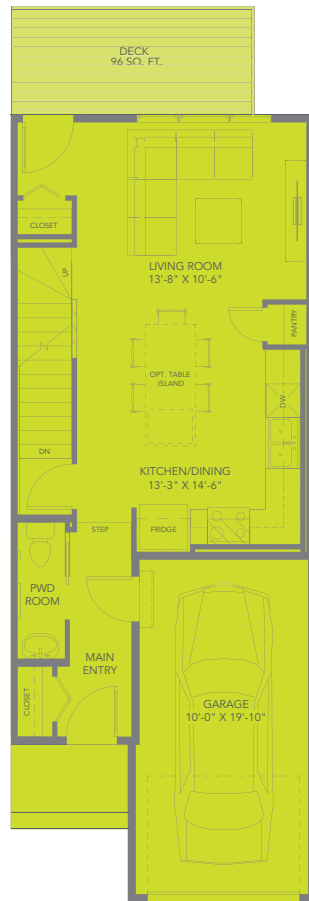 DECK
96 SQ. FT.
CLOSET
UP
LIVING ROOM
13'-8" X 10'-6"
PANTRY
OPT. TABLE
ISLAND
DW
DN
KITCHEN/DINING
13'-3" X 14'-6"
STEP
FRIDGE
PWD
ROOM
MAIN
ENTRY
CLOSET
GARAGE
10'-0" X 19'-10"